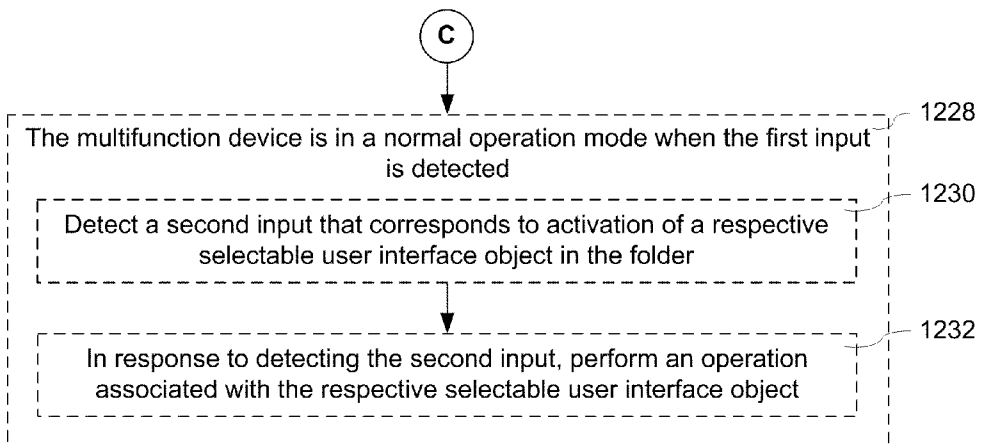 C
1228
The multifunction device is in a normal operation mode when the first input
is detected
1230
Detect a second input that corresponds to activation of a respective
selectable user interface object in the folder
1232
In response to detecting the second input, perform an operation
associated with the respective selectable user interface object